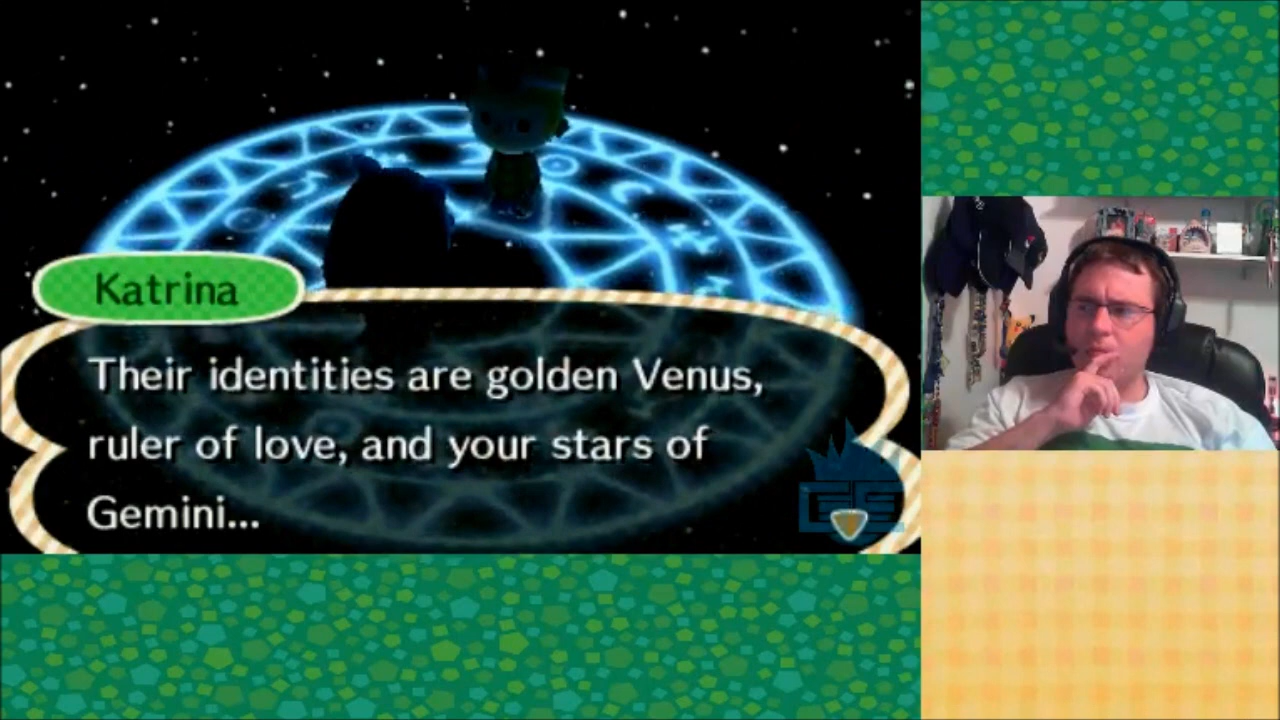 Katrina
Their identities are golden Venus,
ruler of love, and your stars of
Gemini...